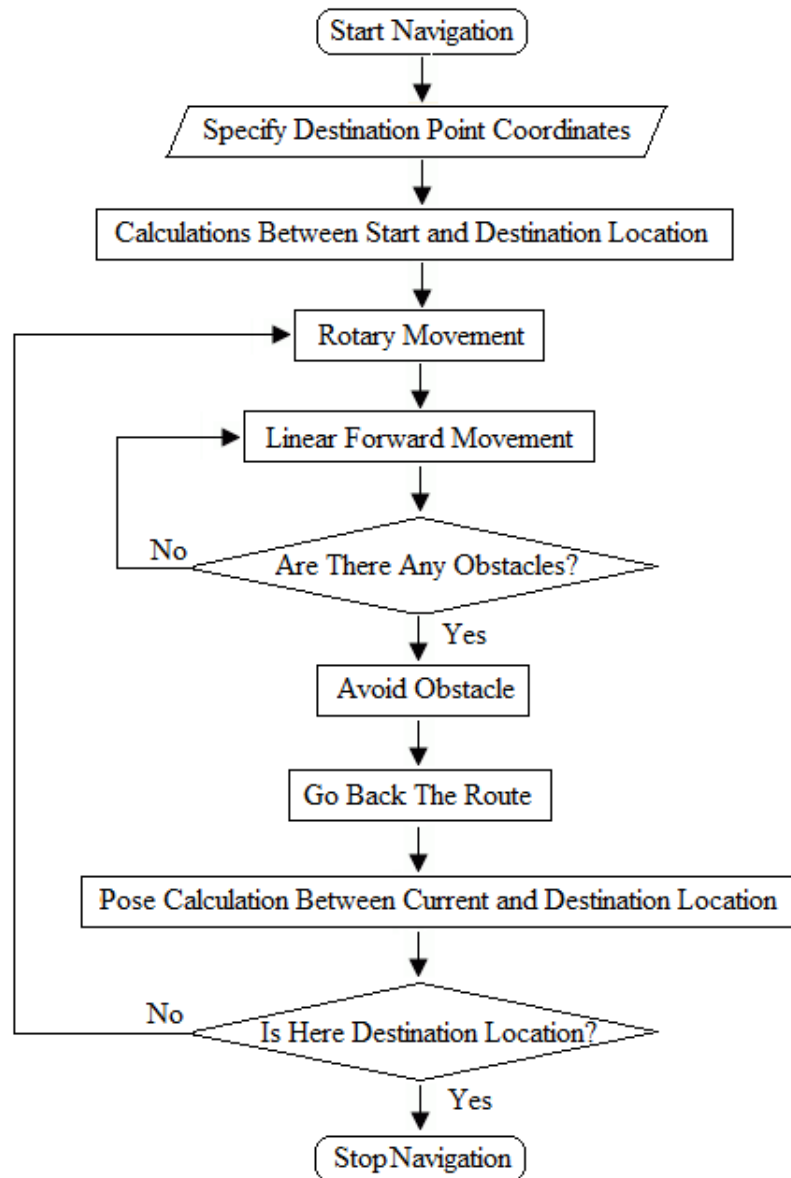 Start Navigation
Specify Destination Point Coordinates
Calculations Between Start and Destination Location
Rotary Movement
Linear Forward Movement
No
Are There Any Obstacles?
Yes
Avoid Obstacle
Go Back The Route
Pose Calculation Between Current and Destination Location
No
Is Here Destination Location?
Yes
Stop Navigation